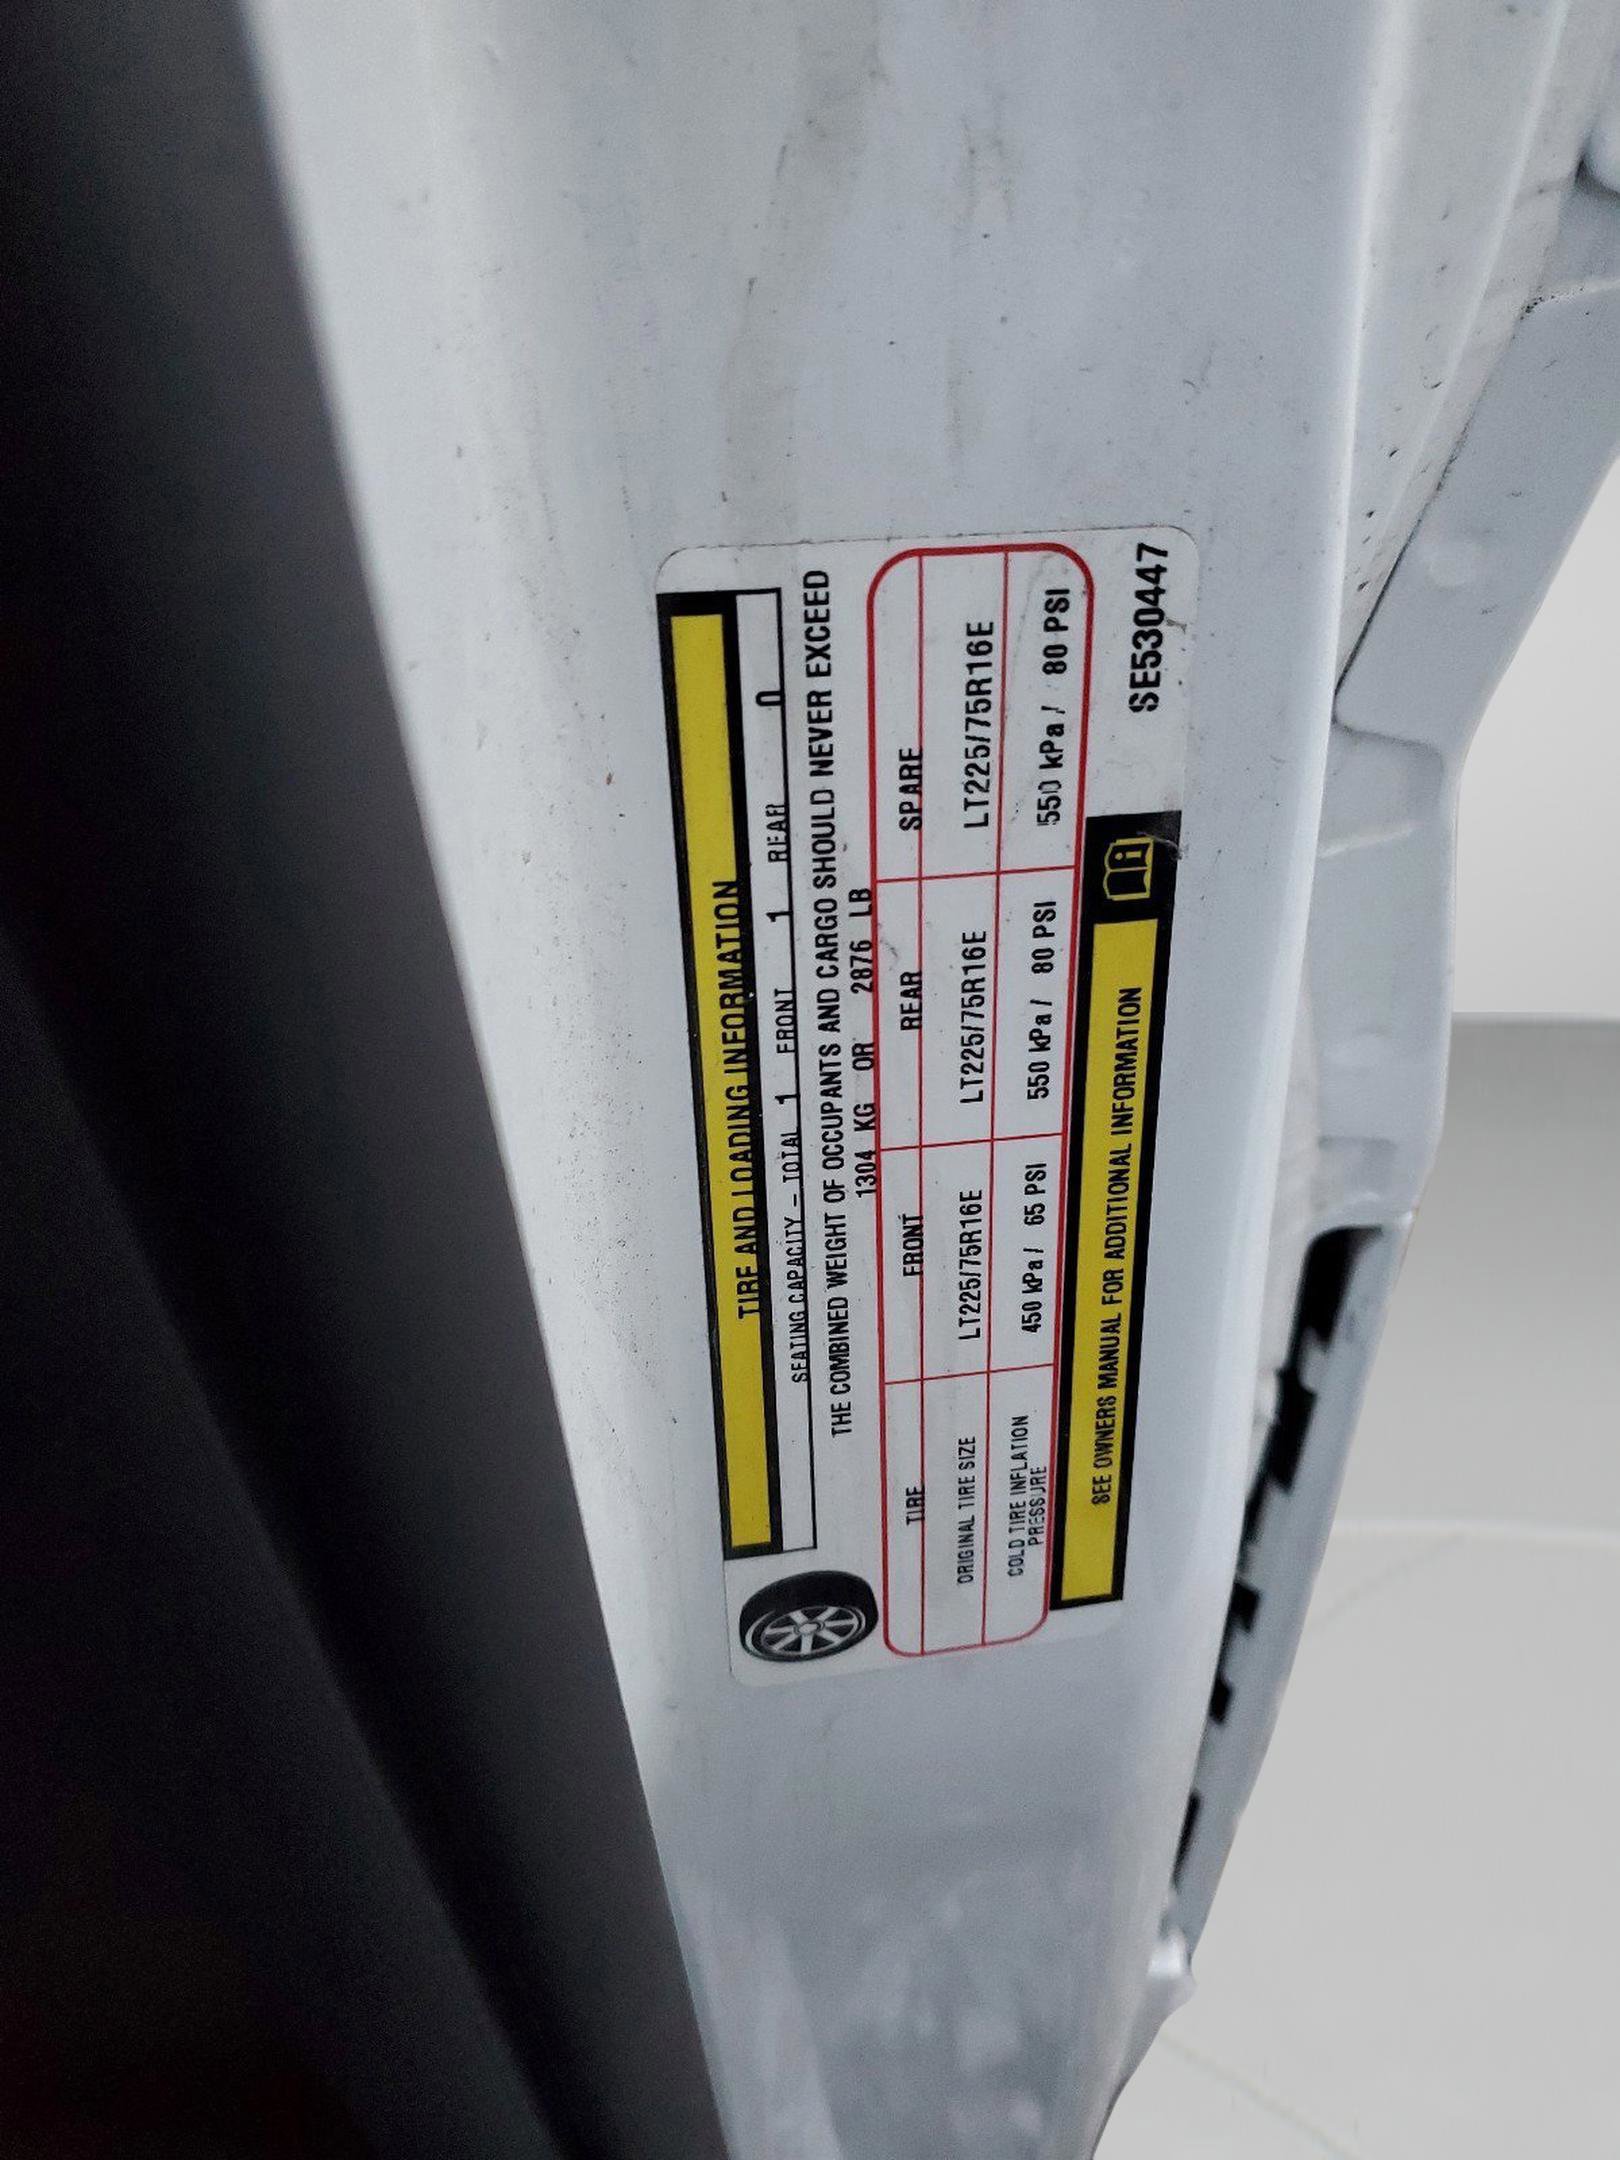 TIRE AND LOADING INFORMATION
SEATING CAPACITY – TOTAL 1 FRONT 1 REAR 0
THE COMBINED WEIGHT OF OCCUPANTS AND CARGO SHOULD NEVER EXCEED
1304 KG OR 2876 LB
TIRE FRONT REAR SPARE
ORIGINAL TIRE SIZE LT225/75R16E LT225/75R16E LT225/75R16E
COLD TIRE INFLATION
PRESSURE 450 kPa / 65 PSI 550 kPa / 80 PSI 550 kPa / 80 PSI
SEE OWNERS MANUAL FOR ADDITIONAL INFORMATION
SE530447